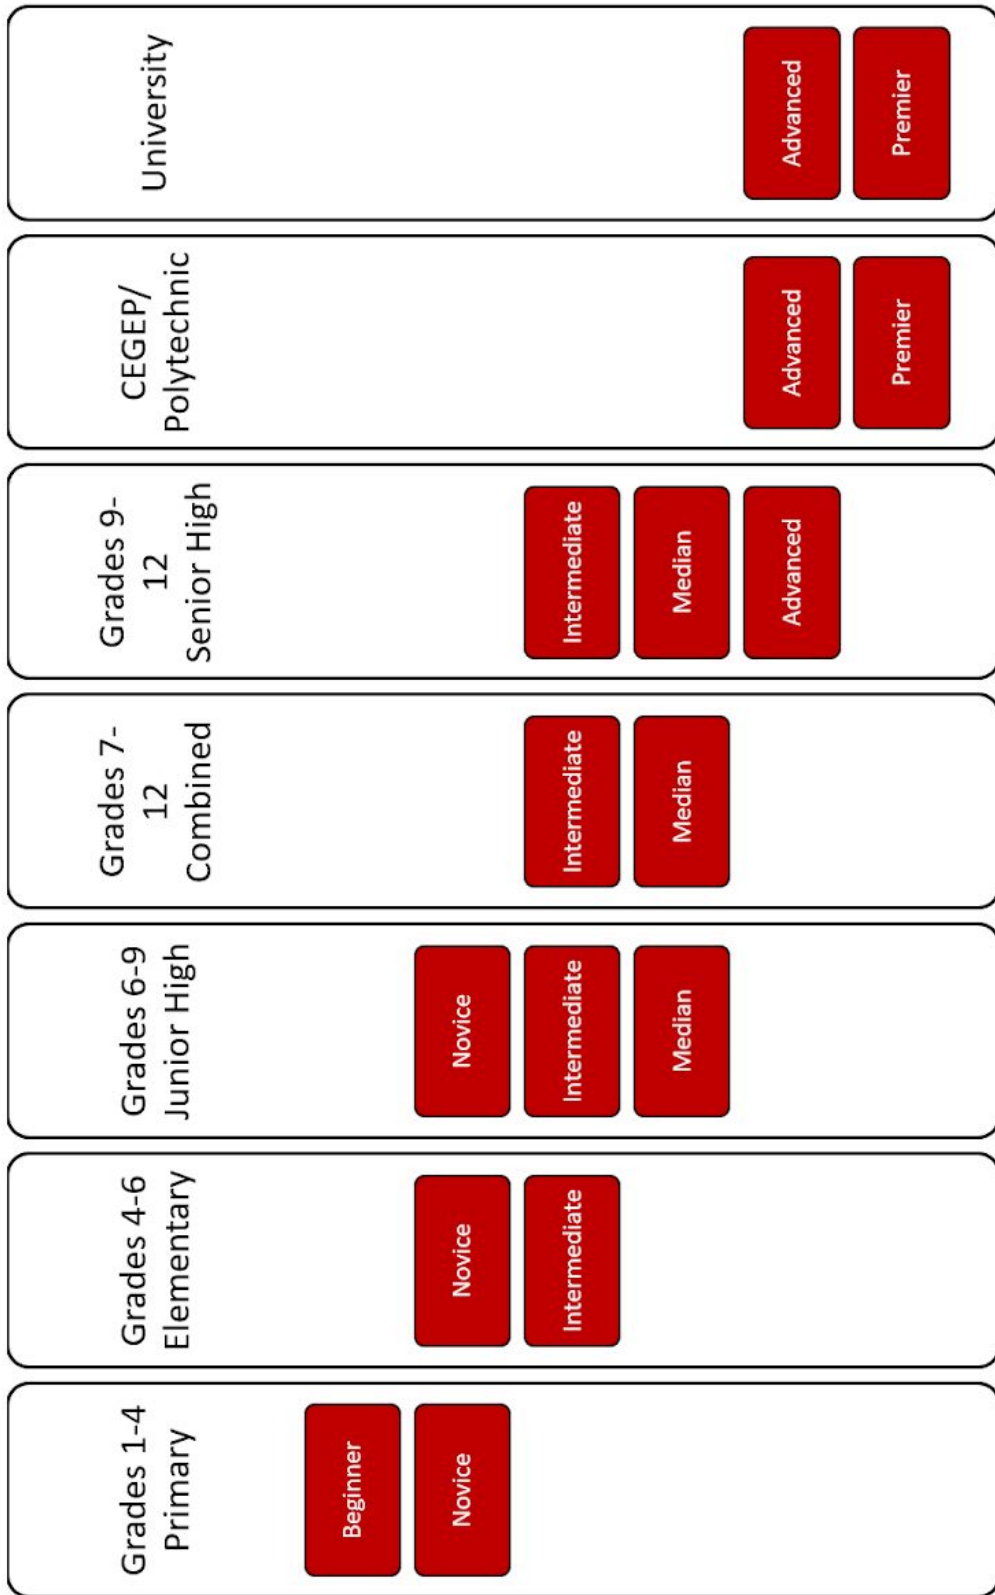 Grades 1-4
Primary
Beginner
Novice
Grades 4-6
Elementary
Novice
Intermediate
Grades 6-9
Junior High
Novice
Intermediate
Median
Grades 7-
12
Combined
Intermediate
Median
Grades 9-
12
Senior High
Intermediate
Median
Advanced
CEGEP/
Polytechnic
Advanced
Premier
University
Advanced
Premier